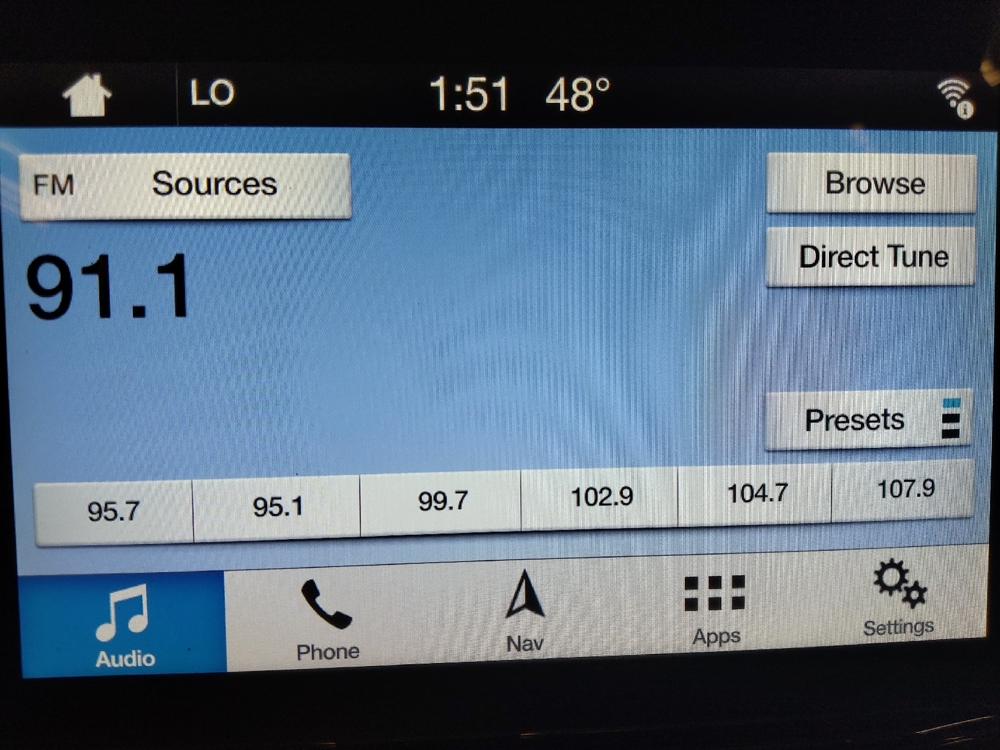 LO 1:51 48°
FM Sources
Browse
91.1
Direct Tune
Presets
95.7 95.1 99.7 102.9 104.7 107.9
Audio Phone Nav Apps Settings